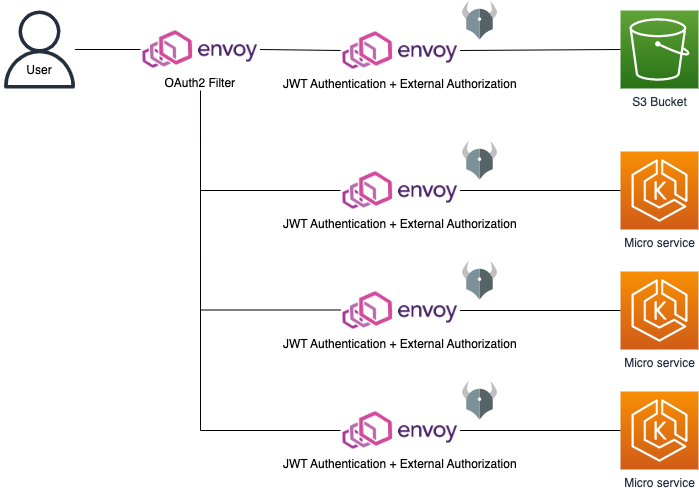 User
envoy
OAuth2 Filter
envoy
JWT Authentication + External Authorization
S3 Bucket
envoy
JWT Authentication + External Authorization
K
Micro service
envoy
JWT Authentication + External Authorization
K
Micro service
envoy
JWT Authentication + External Authorization
K
Micro service